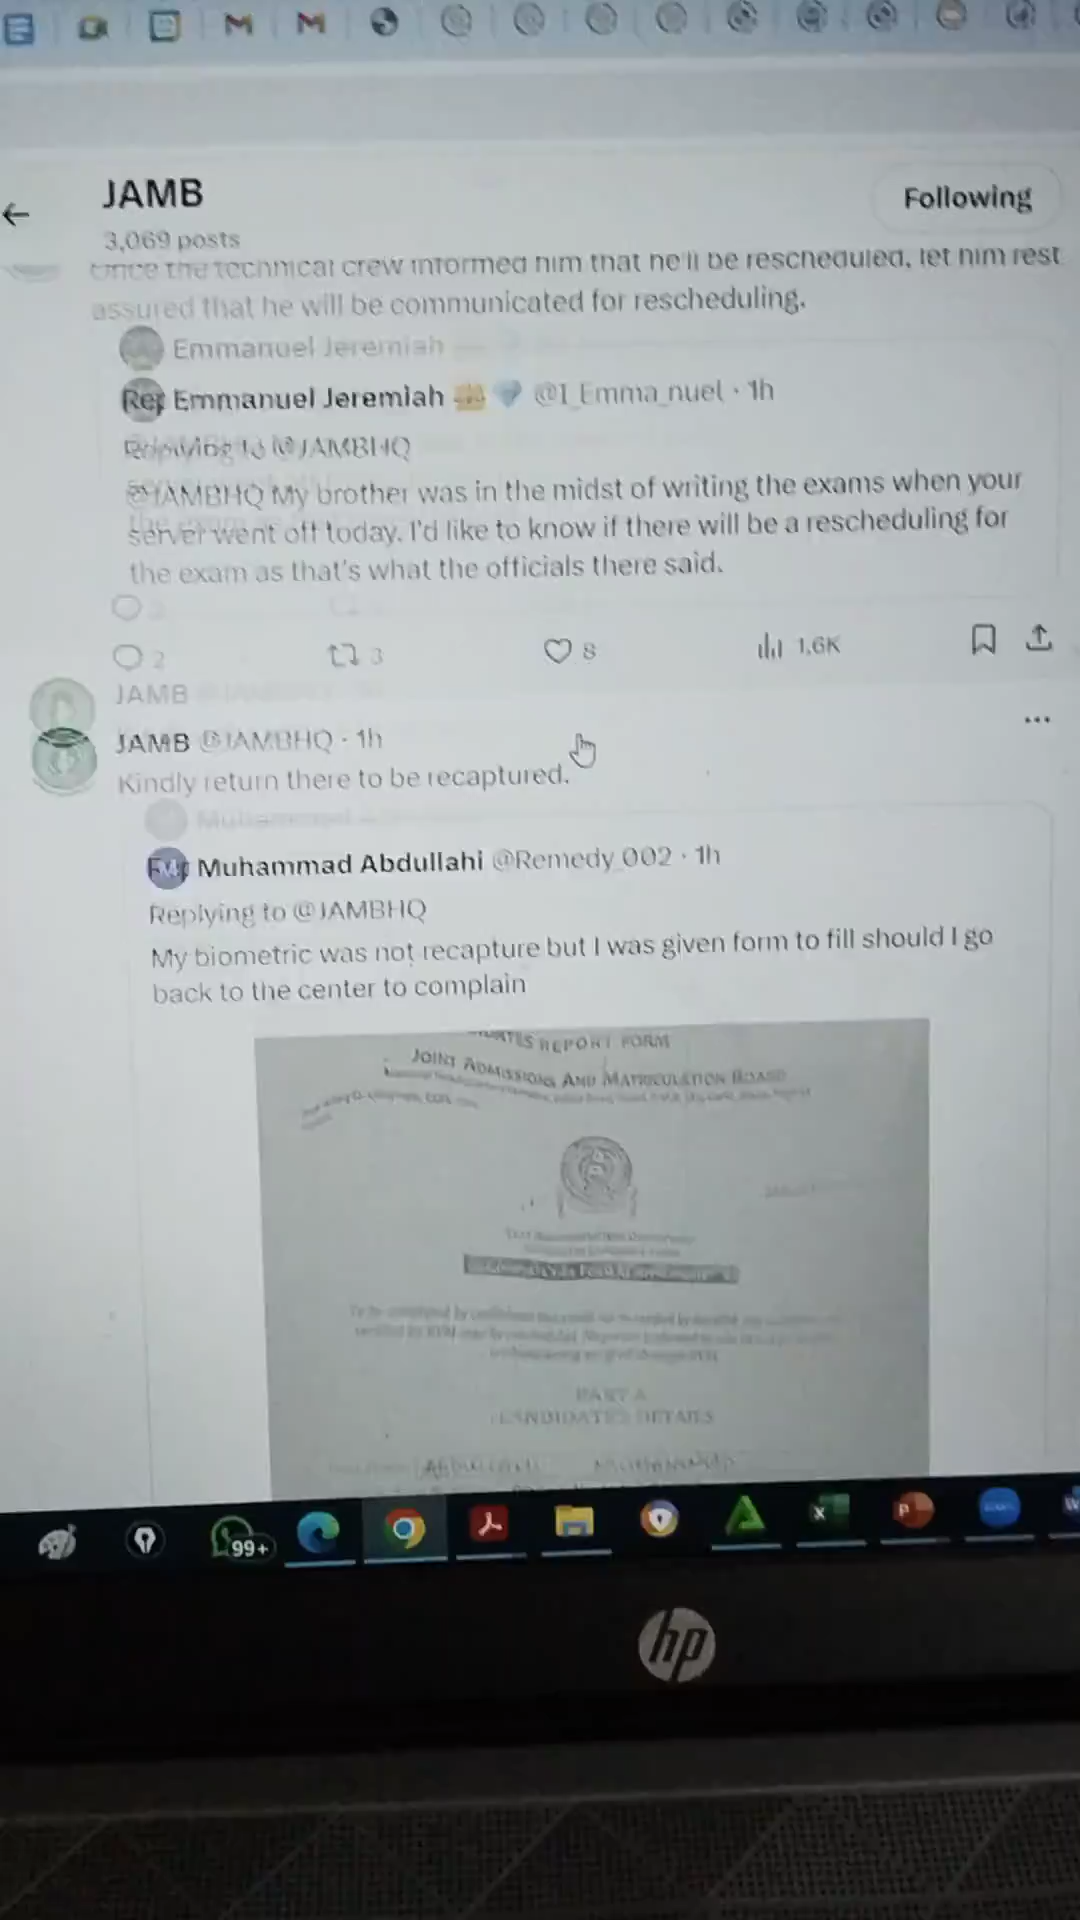 JAMB
Following
3,069 posts
Once the technical crew informed him that he'll be rescheduled, let him rest
assured that he will be communicated for rescheduling.
Emmanuel Jeremiah
Emmanuel Jeremiah @I_Emma_nuel · 1h
Replying to @JAMBHQ
@JAMBHQ My brother was in the midst of writing the exams when your
server went off today. I'd like to know if there will be a rescheduling for
the exam as that's what the officials there said.
2 3 8 1.6K
JAMB
JAMB @JAMBHQ · 1h
Kindly return there to be recaptured.
Muhammad
Muhammad Abdullahi @Remedy_002 · 1h
Replying to @JAMBHQ
My biometric was not recapture but I was given form to fill should I go
back to the center to complain
REPORT FORM
JOINT ADMISSIONS AND MATRICULATION BOARD
PART A
CANDIDATE'S DETAILS
99+
hp